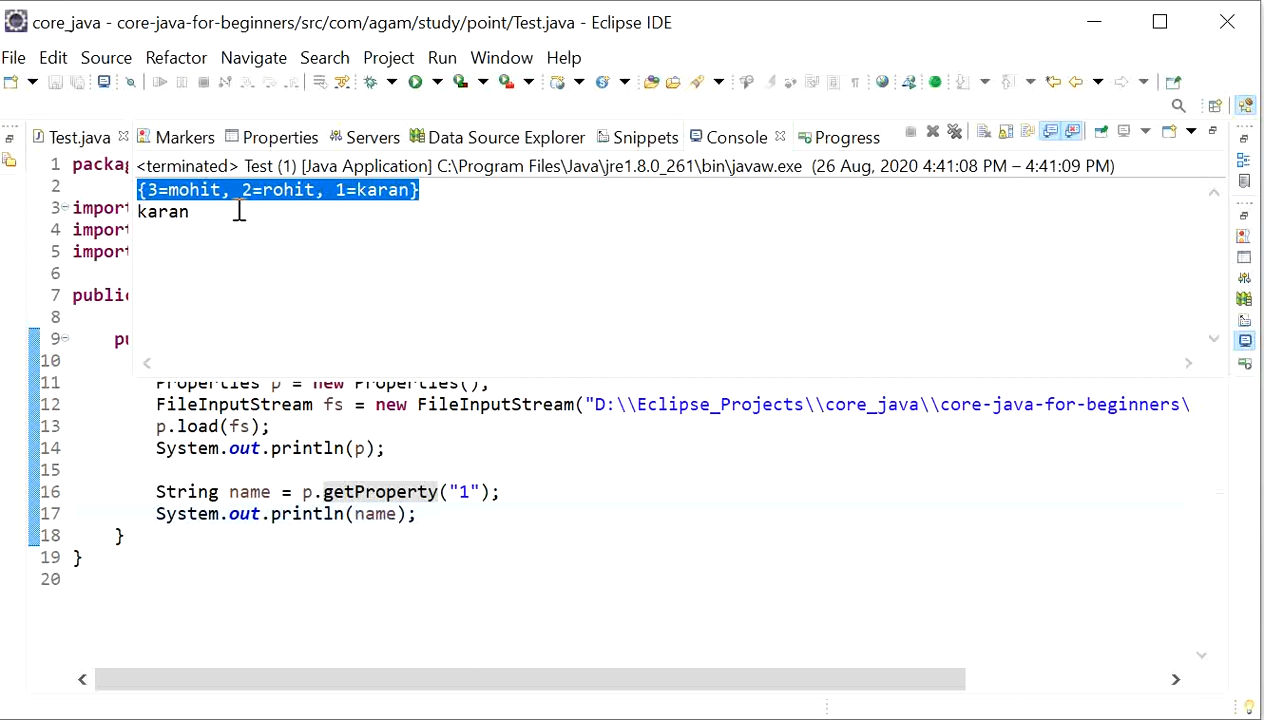 core_java - core-java-for-beginners/src/com/agam/study/point/Test.java - Eclipse IDE
File Edit Source Refactor Navigate Search Project Run Window Help
Test.java Markers Properties Servers Data Source Explorer Snippets Console Progress
<terminated> Test (1) [Java Application] C:\Program Files\Java\jre1.8.0_261\bin\javaw.exe (26 Aug, 2020 4:41:08 PM – 4:41:09 PM)
{3=mohit, 2=rohit, 1=karan}
karan
1 packag
2
3 import
4 import
5 import
6
7 public
8
9 pu
10
11 Properties p = new Properties();
12 FileInputStream fs = new FileInputStream("D:\\Eclipse_Projects\\core_java\\core-java-for-beginners\
13 p.load(fs);
14 System.out.println(p);
15
16 String name = p.getProperty("1");
17 System.out.println(name);
18 }
19 }
20